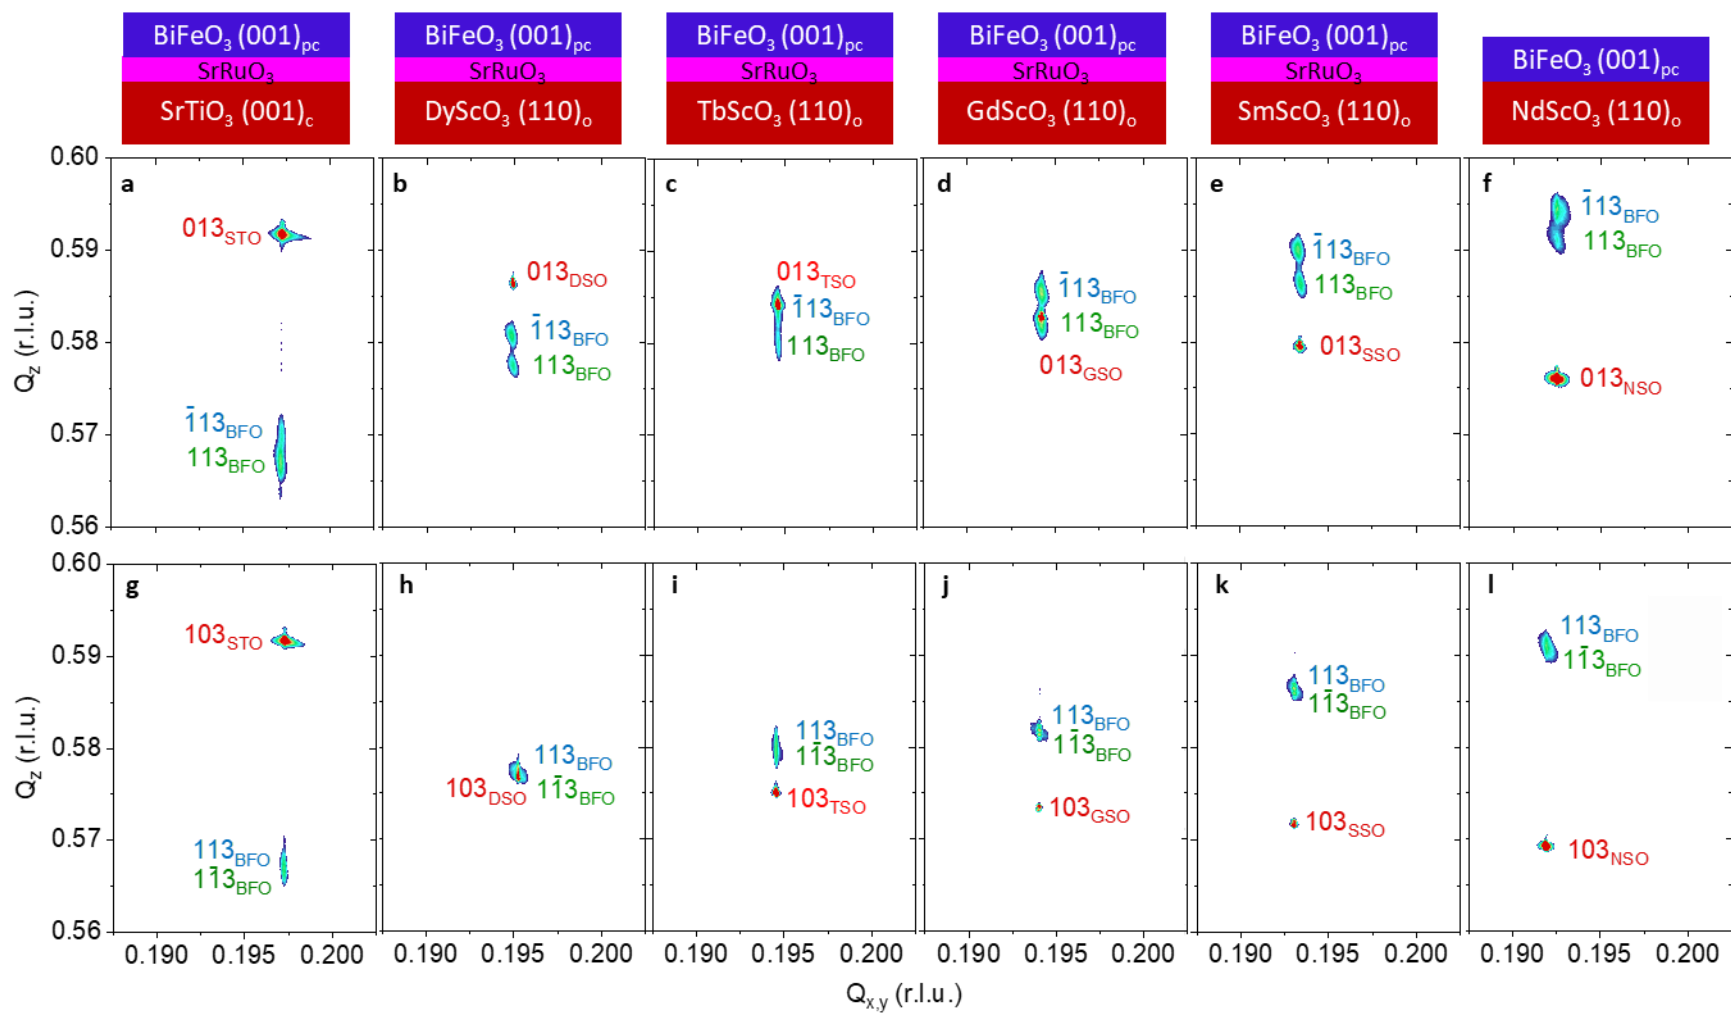 BiFeO₃ (001)pc
SrRuO₃
SrTiO₃ (001)c
BiFeO₃ (001)pc
SrRuO₃
DyScO₃ (110)o
BiFeO₃ (001)pc
SrRuO₃
TbScO₃ (110)o
BiFeO₃ (001)pc
SrRuO₃
GdScO₃ (110)o
BiFeO₃ (001)pc
SrRuO₃
SmScO₃ (110)o
BiFeO₃ (001)pc
NdScO₃ (110)o
Qz (r.l.u.)
0.60
0.59
0.58
0.57
0.56
a
013STO
1̄13BFO
113BFO
b
013DSO
1̄13BFO
113BFO
c
013TSO
1̄13BFO
113BFO
d
1̄13BFO
113BFO
013GSO
e
1̄13BFO
113BFO
013SSO
f
1̄13BFO
113BFO
013NSO
Qz (r.l.u.)
0.60
0.59
0.58
0.57
0.56
g
103STO
113BFO
11̄3BFO
h
113BFO
103DSO 11̄3BFO
i
113BFO
11̄3BFO
103TSO
j
113BFO
11̄3BFO
103GSO
k
113BFO
11̄3BFO
103SSO
l
113BFO
11̄3BFO
103NSO
0.190 0.195 0.200
0.190 0.195 0.200
0.190 0.195 0.200
0.190 0.195 0.200
0.190 0.195 0.200
0.190 0.195 0.200
Qx,y (r.l.u.)